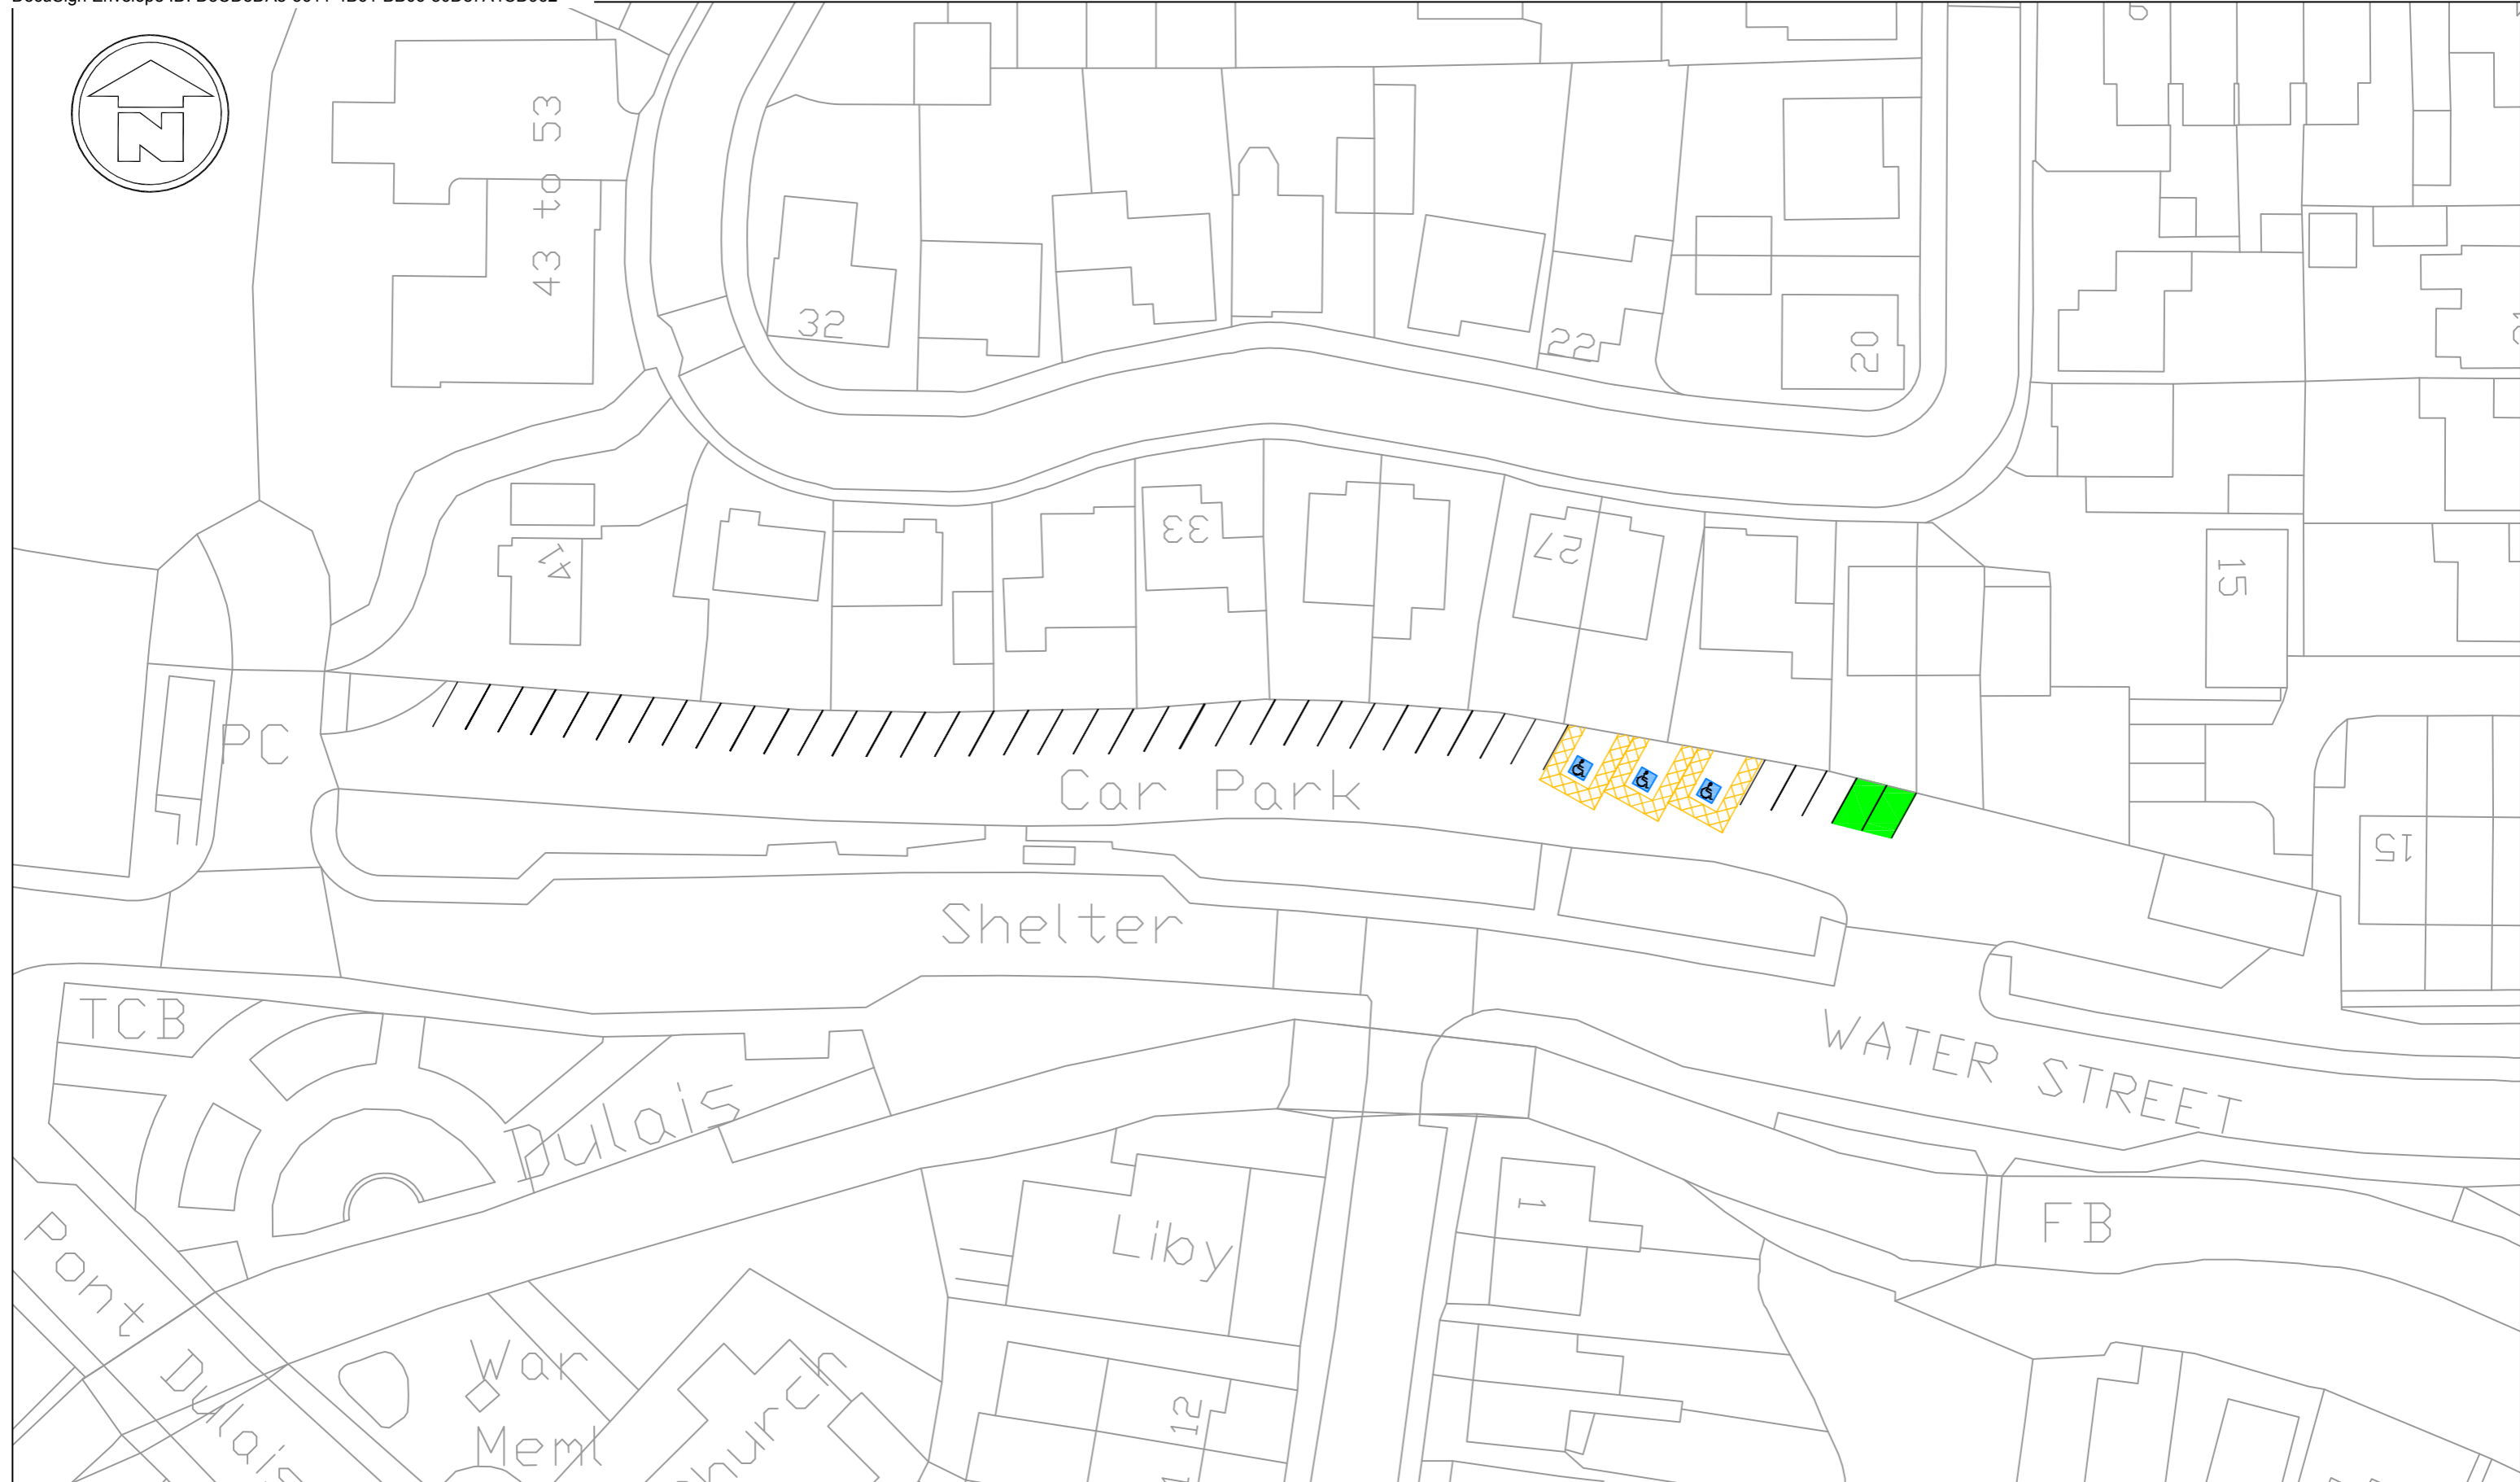 N
43 to 53
32
22
20
41
33
27
15
PC
Car Park
15
Shelter
TCB
WATER STREET
Dulais
Pont
Liby
1
FB
War
Meml
12